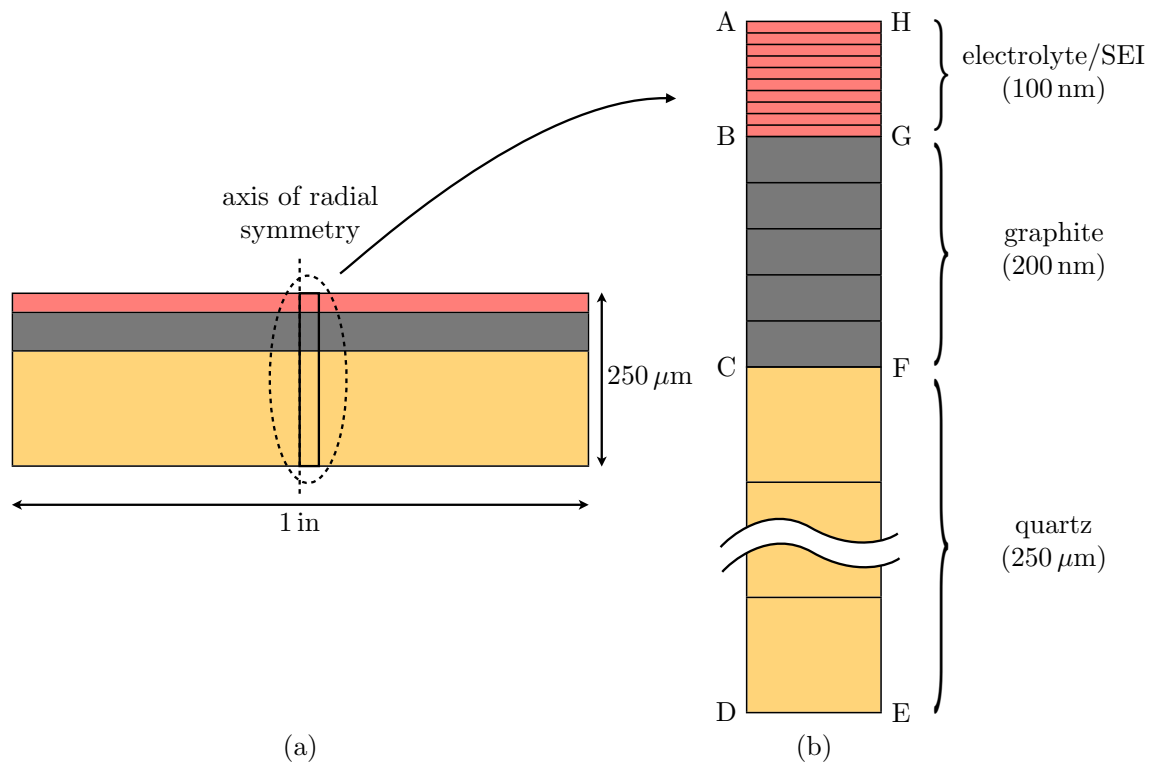 axis of radial
symmetry
250 μm
1 in
(a)
A
H
electrolyte/SEI
(100 nm)
B
G
graphite
(200 nm)
C
F
quartz
(250 μm)
D
E
(b)